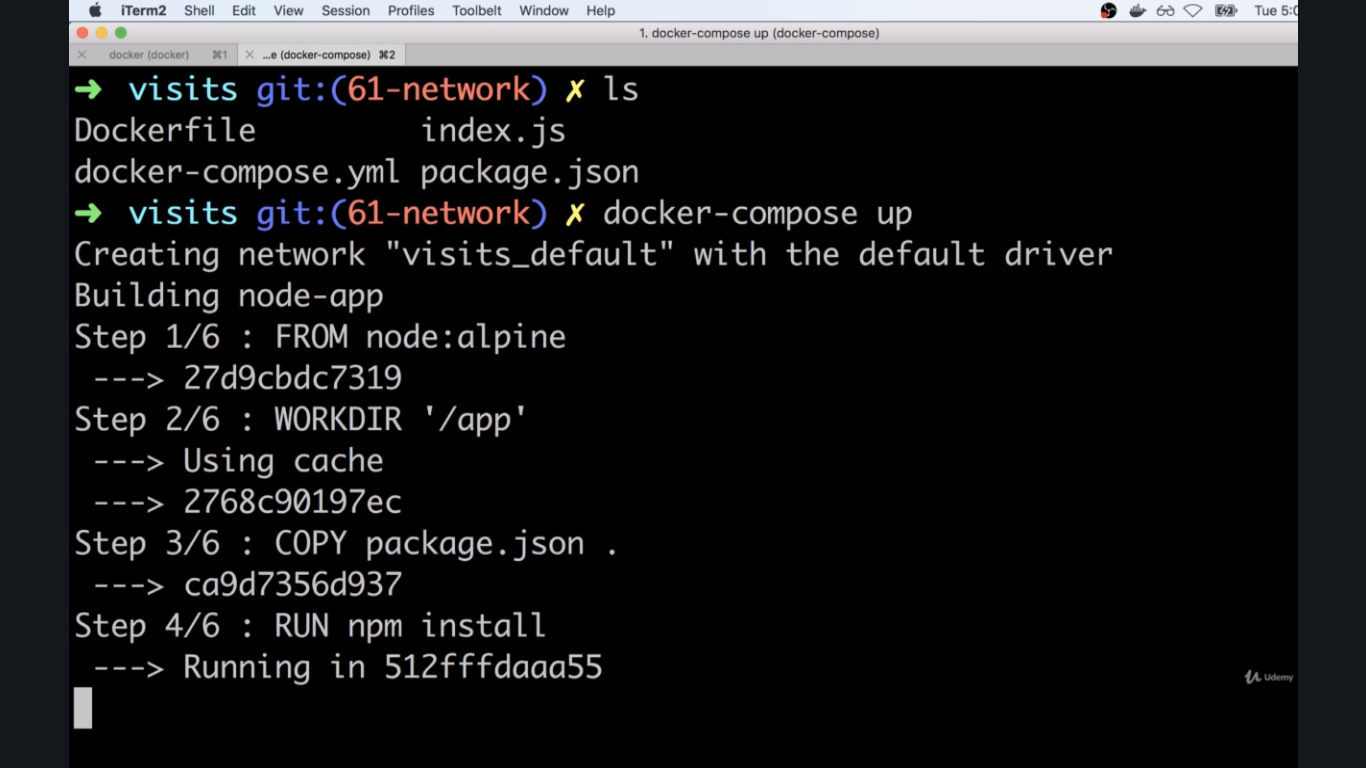 iTerm2 Shell Edit View Session Profiles Toolbelt Window Help Tue 5:0
1. docker-compose up (docker-compose)
docker (docker) ⌘1 ...e (docker-compose) ⌘2
➜ visits git:(61-network) ✗ ls
Dockerfile index.js
docker-compose.yml package.json
➜ visits git:(61-network) ✗ docker-compose up
Creating network "visits_default" with the default driver
Building node-app
Step 1/6 : FROM node:alpine
---> 27d9cbdc7319
Step 2/6 : WORKDIR '/app'
---> Using cache
---> 2768c90197ec
Step 3/6 : COPY package.json .
---> ca9d7356d937
Step 4/6 : RUN npm install
---> Running in 512fffdaaa55
Udemy